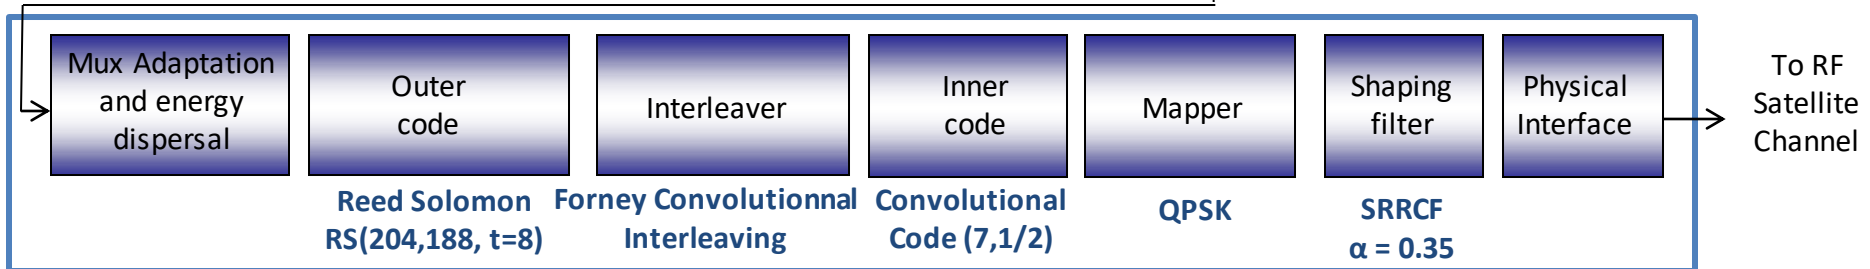 Mux Adaptation
and energy
dispersal
Outer
code
Interleaver
Inner
code
Mapper
Shaping
filter
Physical
Interface
To RF
Satellite
Channel
Reed Solomon
RS(204,188, t=8)
Forney Convolutionnal
Interleaving
Convolutional
Code (7,1/2)
QPSK
SRRCF
α = 0.35